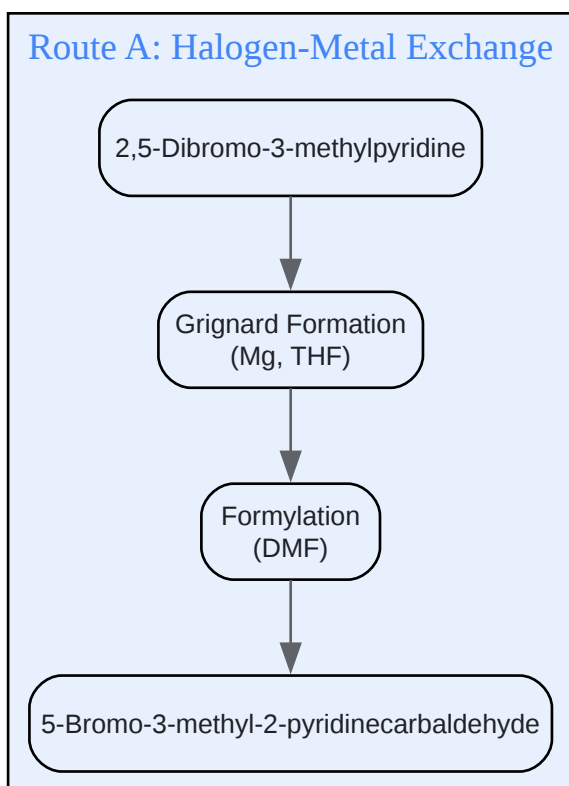 Route A: Halogen-Metal Exchange
2,5-Dibromo-3-methylpyridine
Grignard Formation
(Mg, THF)
Formylation
(DMF)
5-Bromo-3-methyl-2-pyridinecarbaldehyde